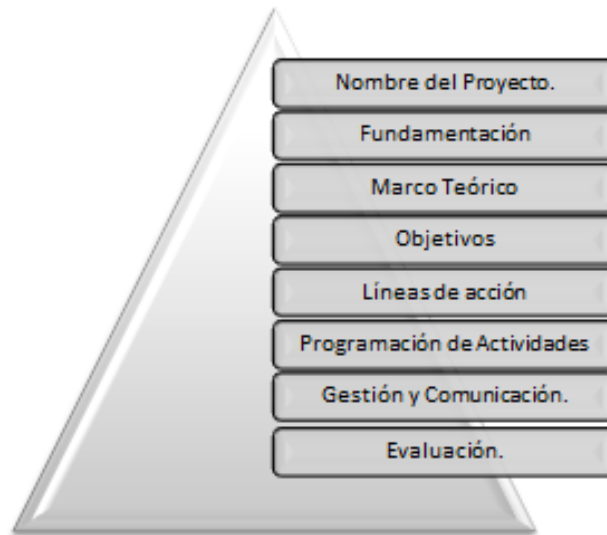 Nombre del Proyecto.
Fundamentación
Marco Teórico
Objetivos
Líneas de acción
Programación de Actividades
Gestión y Comunicación.
Evaluación.